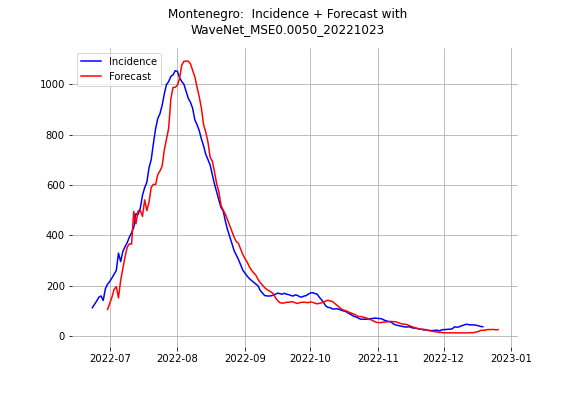 Montenegro:  Incidence + Forecast with
WaveNet_MSE0.0050_20221023
Incidence
Forecast
1000
800
600
400
200
0
2022-07 2022-08 2022-09 2022-10 2022-11 2022-12 2023-01